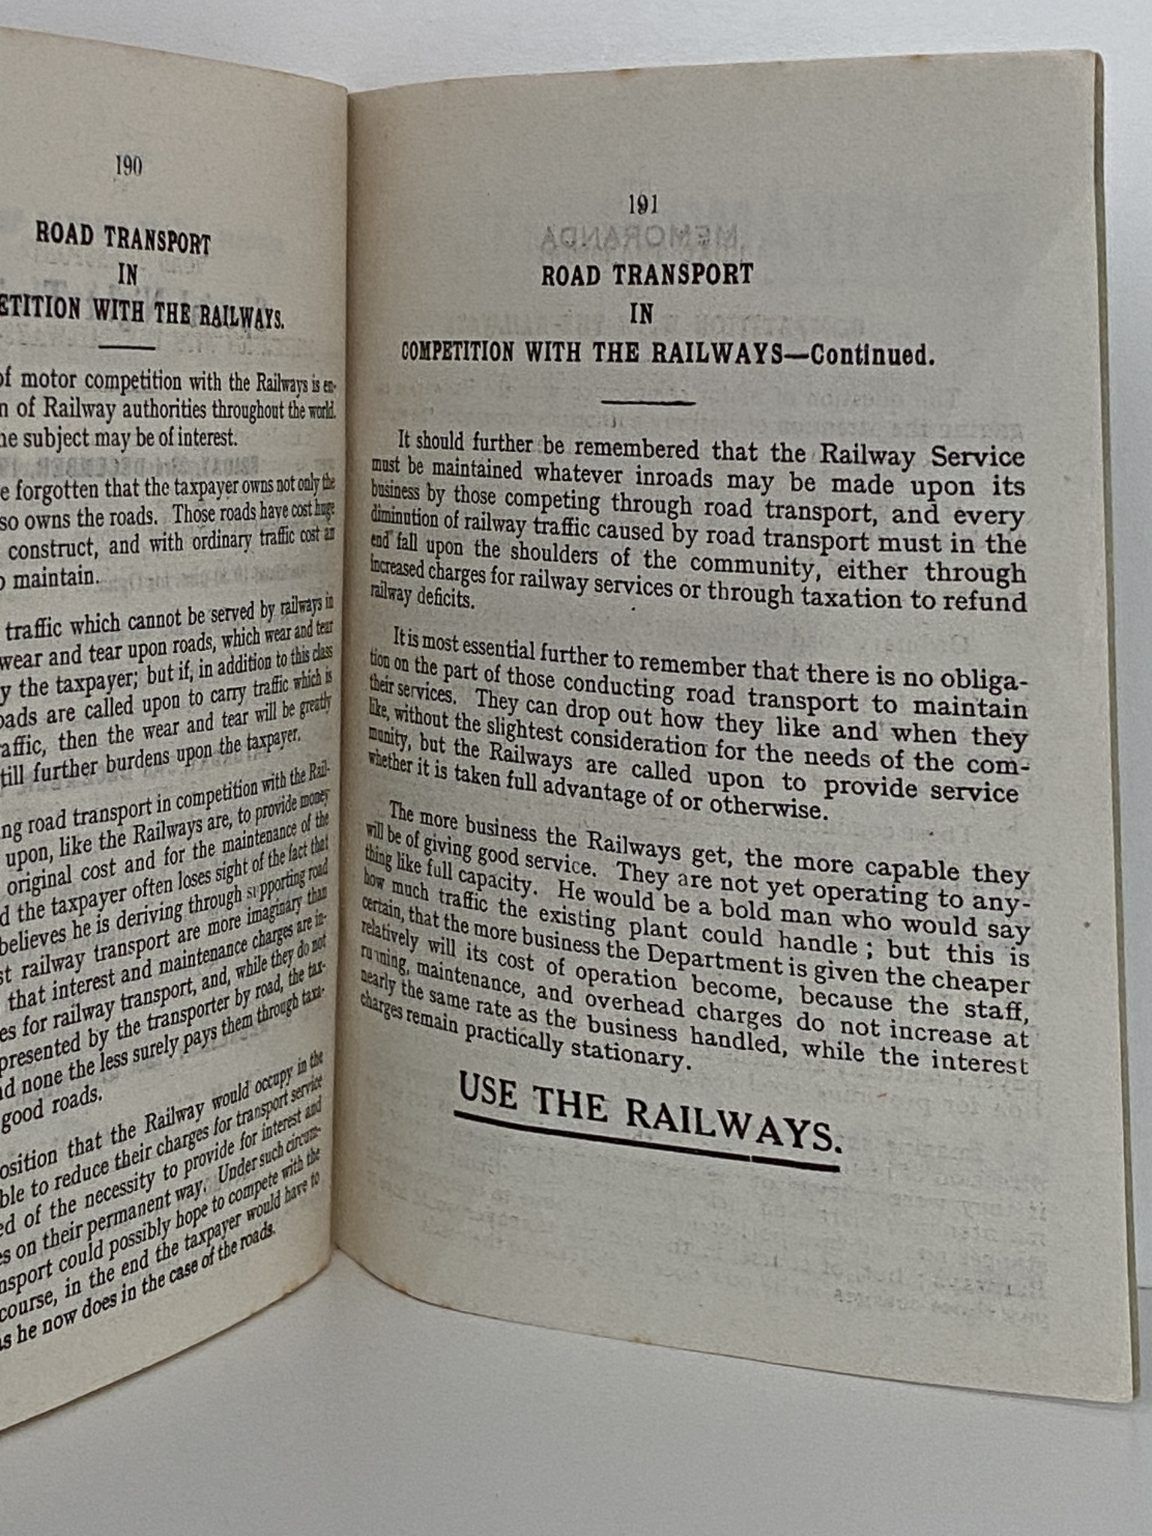 190
ROAD TRANSPORT
IN
ETITION WITH THE RAILWAYS.
of motor competition with the Railways is en-
n of Railway authorities throughout the world.
he subject may be of interest.
e forgotten that the taxpayer owns not only the
so owns the roads. Those roads have cost huge
construct, and with ordinary traffic cost an
o maintain.
traffic which cannot be served by railways in
wear and tear upon roads, which wear and tear
y the taxpayer; but if, in addition to this class
oads are called upon to carry traffic which is
affic, then the wear and tear will be greatly
till further burdens upon the taxpayer.
ng road transport in competition with the Rail-
upon, like the Railways are, to provide money
original cost and for the maintenance of the
d the taxpayer often loses sight of the fact that
believes he is deriving through supporting road
st railway transport are more imaginary than
that interest and maintenance charges are in-
es for railway transport, and, while they do not
presented by the transporter by road, the tax-
nd none the less surely pays them through taxa-
good roads.
osition that the Railway would occupy in the
ble to reduce their charges for transport service
ed of the necessity to provide for interest and
es on their permanent way. Under such circum-
nsport could possibly hope to compete with the
course, in the end the taxpayer would have to
as he now does in the case of the roads.
191
ROAD TRANSPORT
IN
COMPETITION WITH THE RAILWAYS—Continued.
It should further be remembered that the Railway Service
must be maintained whatever inroads may be made upon its
business by those competing through road transport, and every
diminution of railway traffic caused by road transport must in the
end fall upon the shoulders of the community, either through
increased charges for railway services or through taxation to refund
railway deficits.
It is most essential further to remember that there is no obliga-
tion on the part of those conducting road transport to maintain
their services. They can drop out how they like and when they
like, without the slightest consideration for the needs of the com-
munity, but the Railways are called upon to provide service
whether it is taken full advantage of or otherwise.
The more business the Railways get, the more capable they
will be of giving good service. They are not yet operating to any-
thing like full capacity. He would be a bold man who would say
how much traffic the existing plant could handle; but this is
certain, that the more business the Department is given the cheaper
relatively will its cost of operation become, because the staff,
running, maintenance, and overhead charges do not increase at
nearly the same rate as the business handled, while the interest
charges remain practically stationary.
USE THE RAILWAYS.